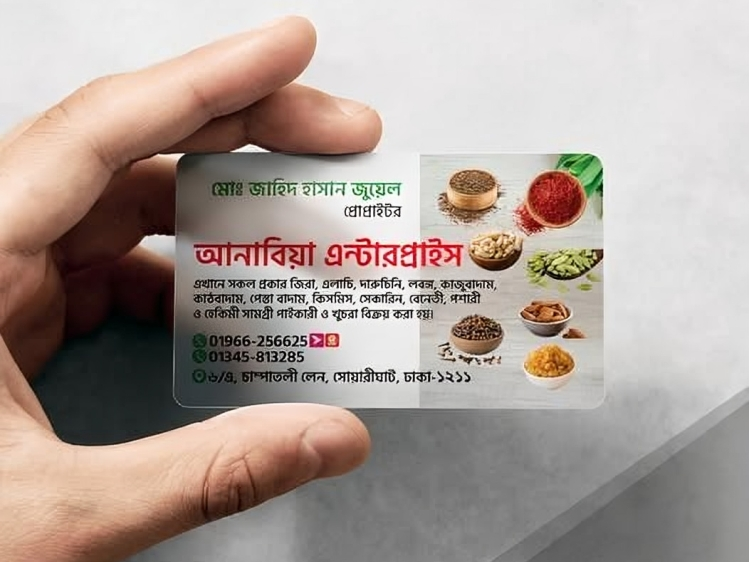 মোঃ জাহিদ হাসান জুয়েল
প্রোপ্রাইটর
আনাবিয়া এন্টারপ্রাইস
এখানে সকল প্রকার জিরা, এলাচি, দারুচিনি, লবঙ্গ, কাজুবাদাম,
কাঠবাদাম, পেস্তা বাদাম, কিসমিস, সেকারিন, বেনেতী, পশারী
ও হেকিমী সামগ্রী পাইকারী ও খুচরা বিক্রয় করা হয়।
01966-256625
01345-813285
৬/এ, চাম্পাতলী লেন, সোয়ারীঘাট, ঢাকা-১২১১